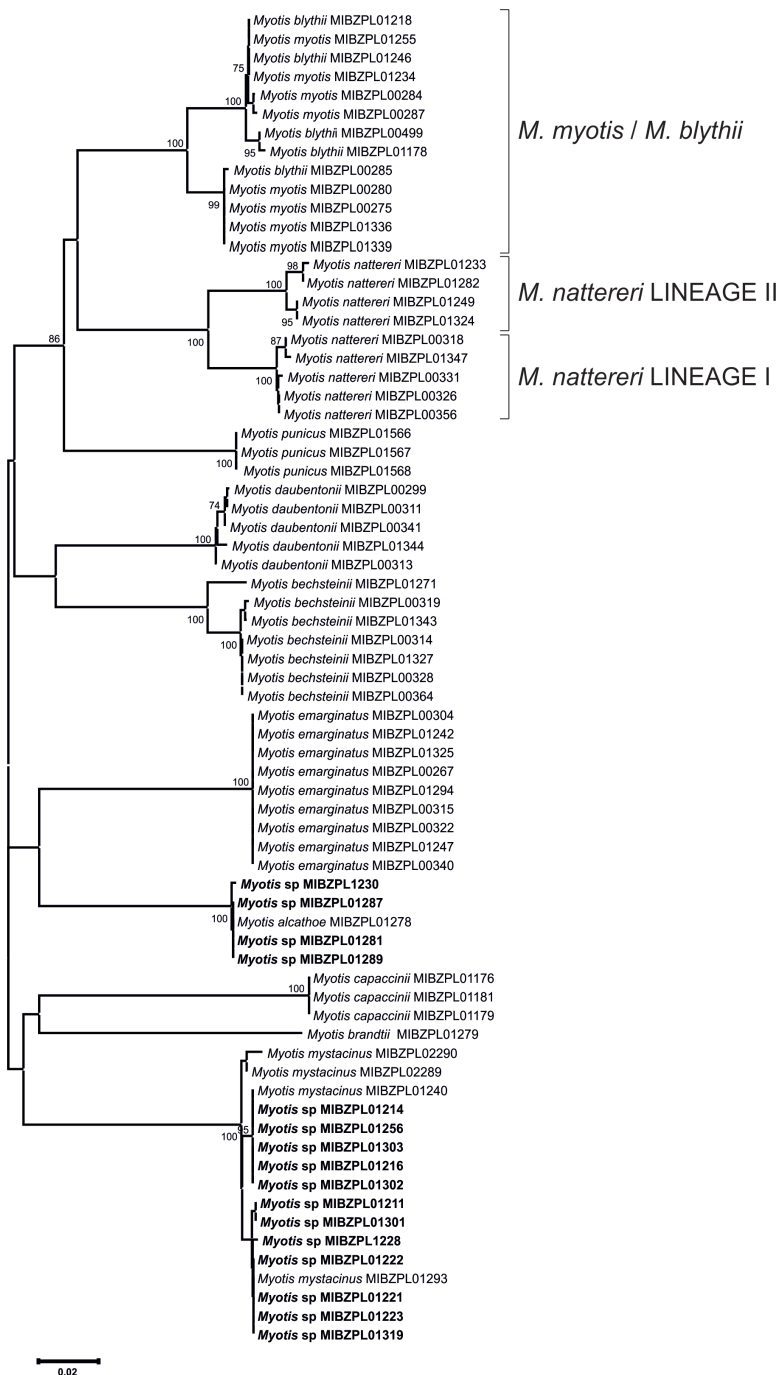 Myotis blythii MIBZPL01218
Myotis myotis MIBZPL01255
Myotis blythii MIBZPL01246
75
Myotis myotis MIBZPL01234
Myotis myotis MIBZPL00284
100
Myotis myotis MIBZPL00287
Myotis blythii MIBZPL00499
M. myotis / M. blythii
100
95
Myotis blythii MIBZPL01178
Myotis blythii MIBZPL00285
Myotis myotis MIBZPL00280
99
Myotis myotis MIBZPL00275
Myotis myotis MIBZPL01336
Myotis myotis MIBZPL01339
98
Myotis nattereri MIBZPL01233
100
Myotis nattereri MIBZPL01282
M. nattereri LINEAGE II
Myotis nattereri MIBZPL01249
95
Myotis nattereri MIBZPL01324
86
100
87
Myotis nattereri MIBZPL00318
Myotis nattereri MIBZPL01347
100
Myotis nattereri MIBZPL00331
M. nattereri LINEAGE I
Myotis nattereri MIBZPL00326
Myotis nattereri MIBZPL00356
Myotis punicus MIBZPL01566
Myotis punicus MIBZPL01567
100
Myotis punicus MIBZPL01568
Myotis daubentonii MIBZPL00299
74
Myotis daubentonii MIBZPL00311
Myotis daubentonii MIBZPL00341
100
Myotis daubentonii MIBZPL01344
Myotis daubentonii MIBZPL00313
Myotis bechsteinii MIBZPL01271
Myotis bechsteinii MIBZPL00319
100
Myotis bechsteinii MIBZPL01343
100
Myotis bechsteinii MIBZPL00314
Myotis bechsteinii MIBZPL01327
Myotis bechsteinii MIBZPL00328
Myotis bechsteinii MIBZPL00364
Myotis emarginatus MIBZPL00304
Myotis emarginatus MIBZPL01242
Myotis emarginatus MIBZPL01325
Myotis emarginatus MIBZPL00267
100
Myotis emarginatus MIBZPL01294
Myotis emarginatus MIBZPL00315
Myotis emarginatus MIBZPL00322
Myotis emarginatus MIBZPL01247
Myotis emarginatus MIBZPL00340
Myotis sp MIBZPL1230
Myotis sp MIBZPL01287
100
Myotis alcathoe MIBZPL01278
Myotis sp MIBZPL01281
Myotis sp MIBZPL01289
Myotis capaccinii MIBZPL01176
100
Myotis capaccinii MIBZPL01181
Myotis capaccinii MIBZPL01179
Myotis brandtii MIBZPL01279
Myotis mystacinus MIBZPL02290
Myotis mystacinus MIBZPL02289
Myotis mystacinus MIBZPL01240
Myotis sp MIBZPL01214
95
Myotis sp MIBZPL01256
100
Myotis sp MIBZPL01303
Myotis sp MIBZPL01216
Myotis sp MIBZPL01302
Myotis sp MIBZPL01211
Myotis sp MIBZPL01301
Myotis sp MIBZPL1228
Myotis sp MIBZPL01222
Myotis mystacinus MIBZPL01293
Myotis sp MIBZPL01221
Myotis sp MIBZPL01223
Myotis sp MIBZPL01319
0.02